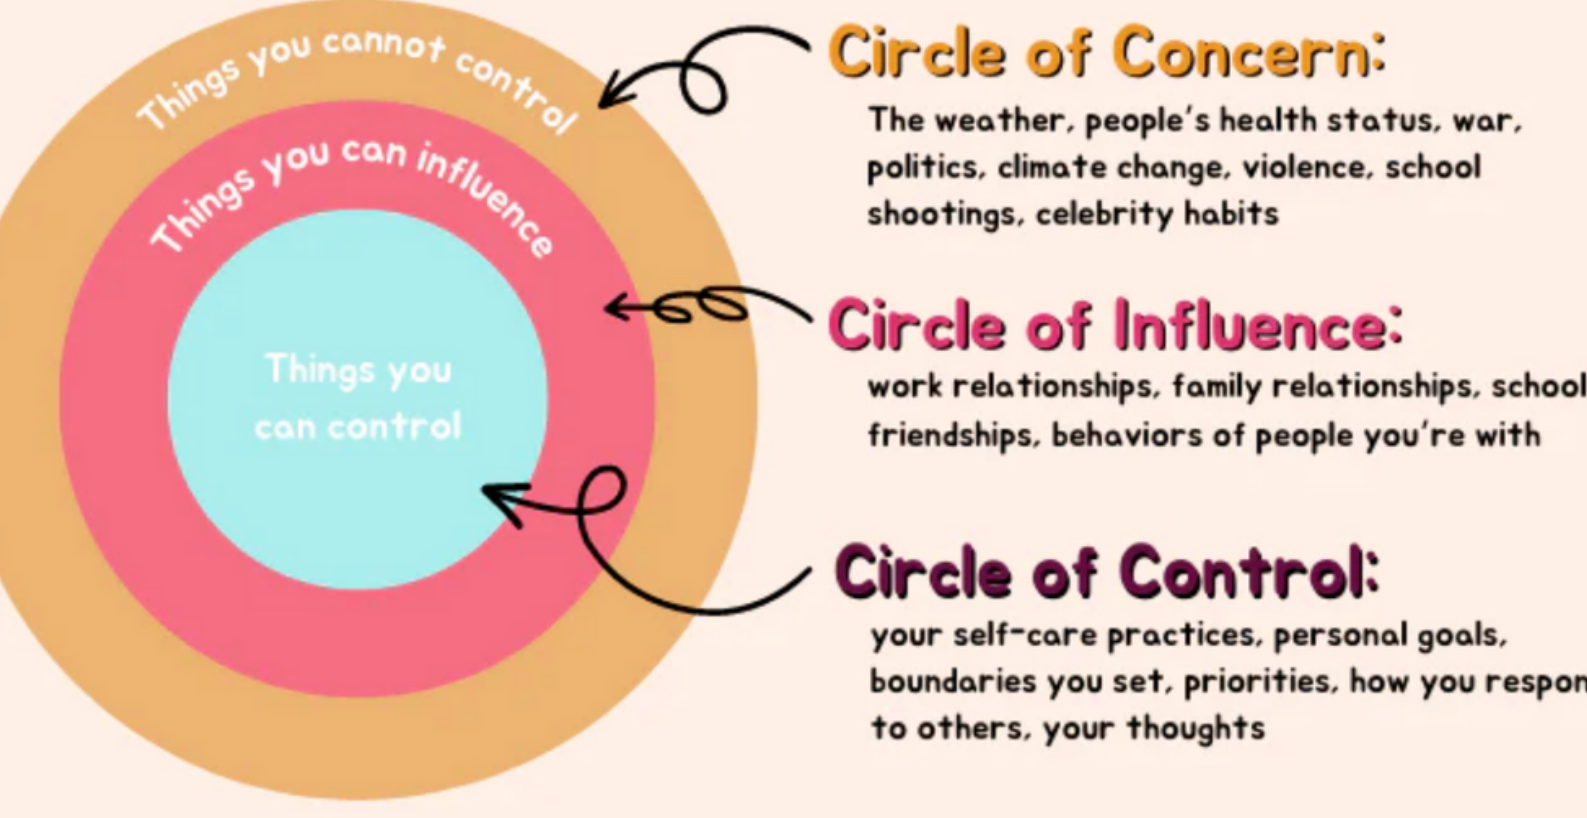 Things you cannot control
Things you can influence
Things you
can control
Circle of Concern:
The weather, people's health status, war,
politics, climate change, violence, school
shootings, celebrity habits
Circle of Influence:
work relationships, family relationships, school
friendships, behaviors of people you're with
Circle of Control:
your self-care practices, personal goals,
boundaries you set, priorities, how you respon
to others, your thoughts